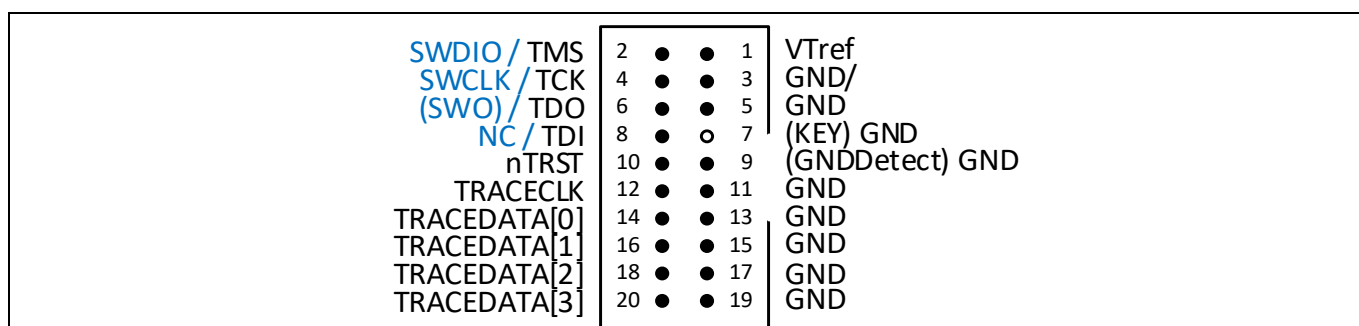 SWDIO / TMS 2 1 VTref
SWCLK / TCK 4 3 GND/
(SWO) / TDO 6 5 GND
NC / TDI 8 7 (KEY) GND
nTRST 10 9 (GNDDetect) GND
TRACECLK 12 11 GND
TRACEDATA[0] 14 13 GND
TRACEDATA[1] 16 15 GND
TRACEDATA[2] 18 17 GND
TRACEDATA[3] 20 19 GND